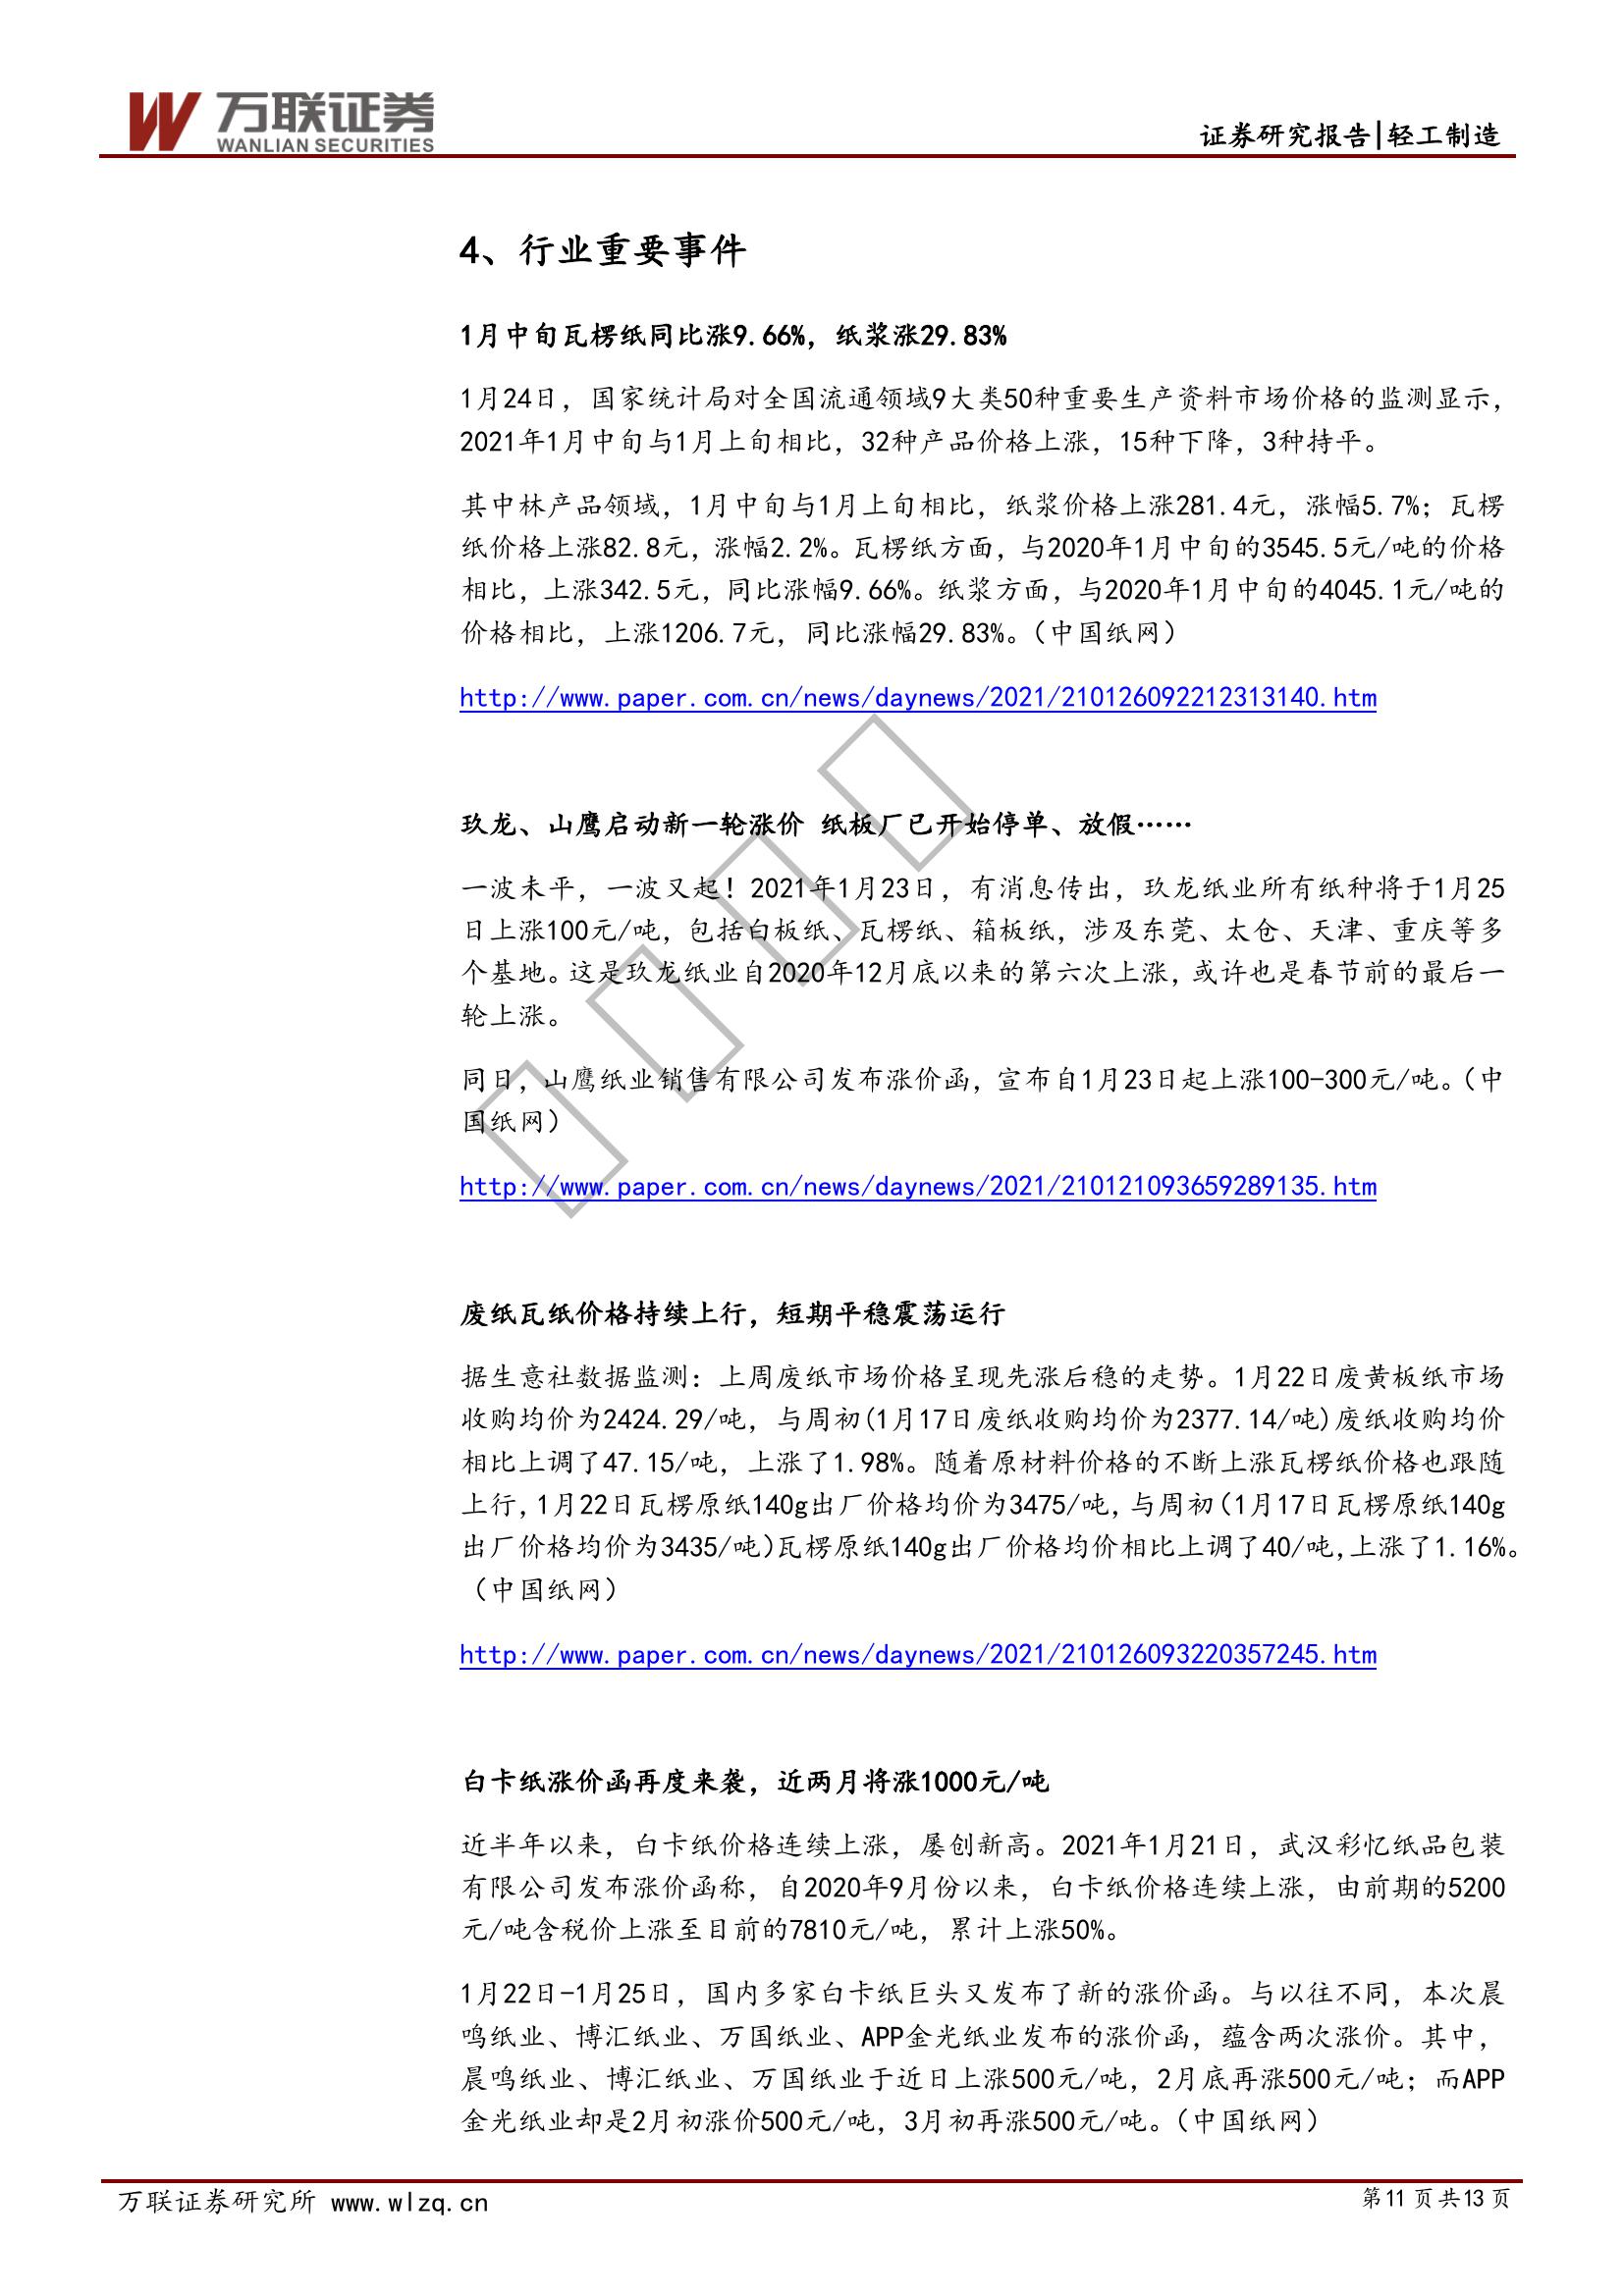 万联证券
WANLIAN SECURITIES
证券研究报告|轻工制造
4、行业重要事件
1月中旬瓦楞纸同比涨9.66%，纸浆涨29.83%
1月24日，国家统计局对全国流通领域9大类50种重要生产资料市场价格的监测显示，
2021年1月中旬与1月上旬相比，32种产品价格上涨，15种下降，3种持平。
其中林产品领域，1月中旬与1月上旬相比，纸浆价格上涨281.4元，涨幅5.7%；瓦楞
纸价格上涨82.8元，涨幅2.2%。瓦楞纸方面，与2020年1月中旬的3545.5元/吨的价格
相比，上涨342.5元，同比涨幅9.66%。纸浆方面，与2020年1月中旬的4045.1元/吨的
价格相比，上涨1206.7元，同比涨幅29.83%。（中国纸网）
http://www.paper.com.cn/news/daynews/2021/210126092212313140.htm
玖龙、山鹰启动新一轮涨价 纸板厂已开始停单、放假……
一波未平，一波又起！2021年1月23日，有消息传出，玖龙纸业所有纸种将于1月25
日上涨100元/吨，包括白板纸、瓦楞纸、箱板纸，涉及东莞、太仓、天津、重庆等多
个基地。这是玖龙纸业自2020年12月底以来的第六次上涨，或许也是春节前的最后一
轮上涨。
同日，山鹰纸业销售有限公司发布涨价函，宣布自1月23日起上涨100-300元/吨。（中
国纸网）
http://www.paper.com.cn/news/daynews/2021/210121093659289135.htm
废纸瓦纸价格持续上行，短期平稳震荡运行
据生意社数据监测：上周废纸市场价格呈现先涨后稳的走势。1月22日废黄板纸市场
收购均价为2424.29/吨，与周初(1月17日废纸收购均价为2377.14/吨)废纸收购均价
相比上调了47.15/吨，上涨了1.98%。随着原材料价格的不断上涨瓦楞纸价格也跟随
上行,1月22日瓦楞原纸140g出厂价格均价为3475/吨,与周初(1月17日瓦楞原纸140g
出厂价格均价为3435/吨)瓦楞原纸140g出厂价格均价相比上调了40/吨,上涨了1.16%。
（中国纸网）
http://www.paper.com.cn/news/daynews/2021/210126093220357245.htm
白卡纸涨价函再度来袭，近两月将涨1000元/吨
近半年以来，白卡纸价格连续上涨，屡创新高。2021年1月21日，武汉彩忆纸品包装
有限公司发布涨价函称，自2020年9月份以来，白卡纸价格连续上涨，由前期的5200
元/吨含税价上涨至目前的7810元/吨，累计上涨50%。
1月22日-1月25日，国内多家白卡纸巨头又发布了新的涨价函。与以往不同，本次晨
鸣纸业、博汇纸业、万国纸业、APP金光纸业发布的涨价函，蕴含两次涨价。其中，
晨鸣纸业、博汇纸业、万国纸业于近日上涨500元/吨，2月底再涨500元/吨；而APP
金光纸业却是2月初涨价500元/吨，3月初再涨500元/吨。（中国纸网）
万联证券研究所 www.wlzq.cn
第11 页 共13 页